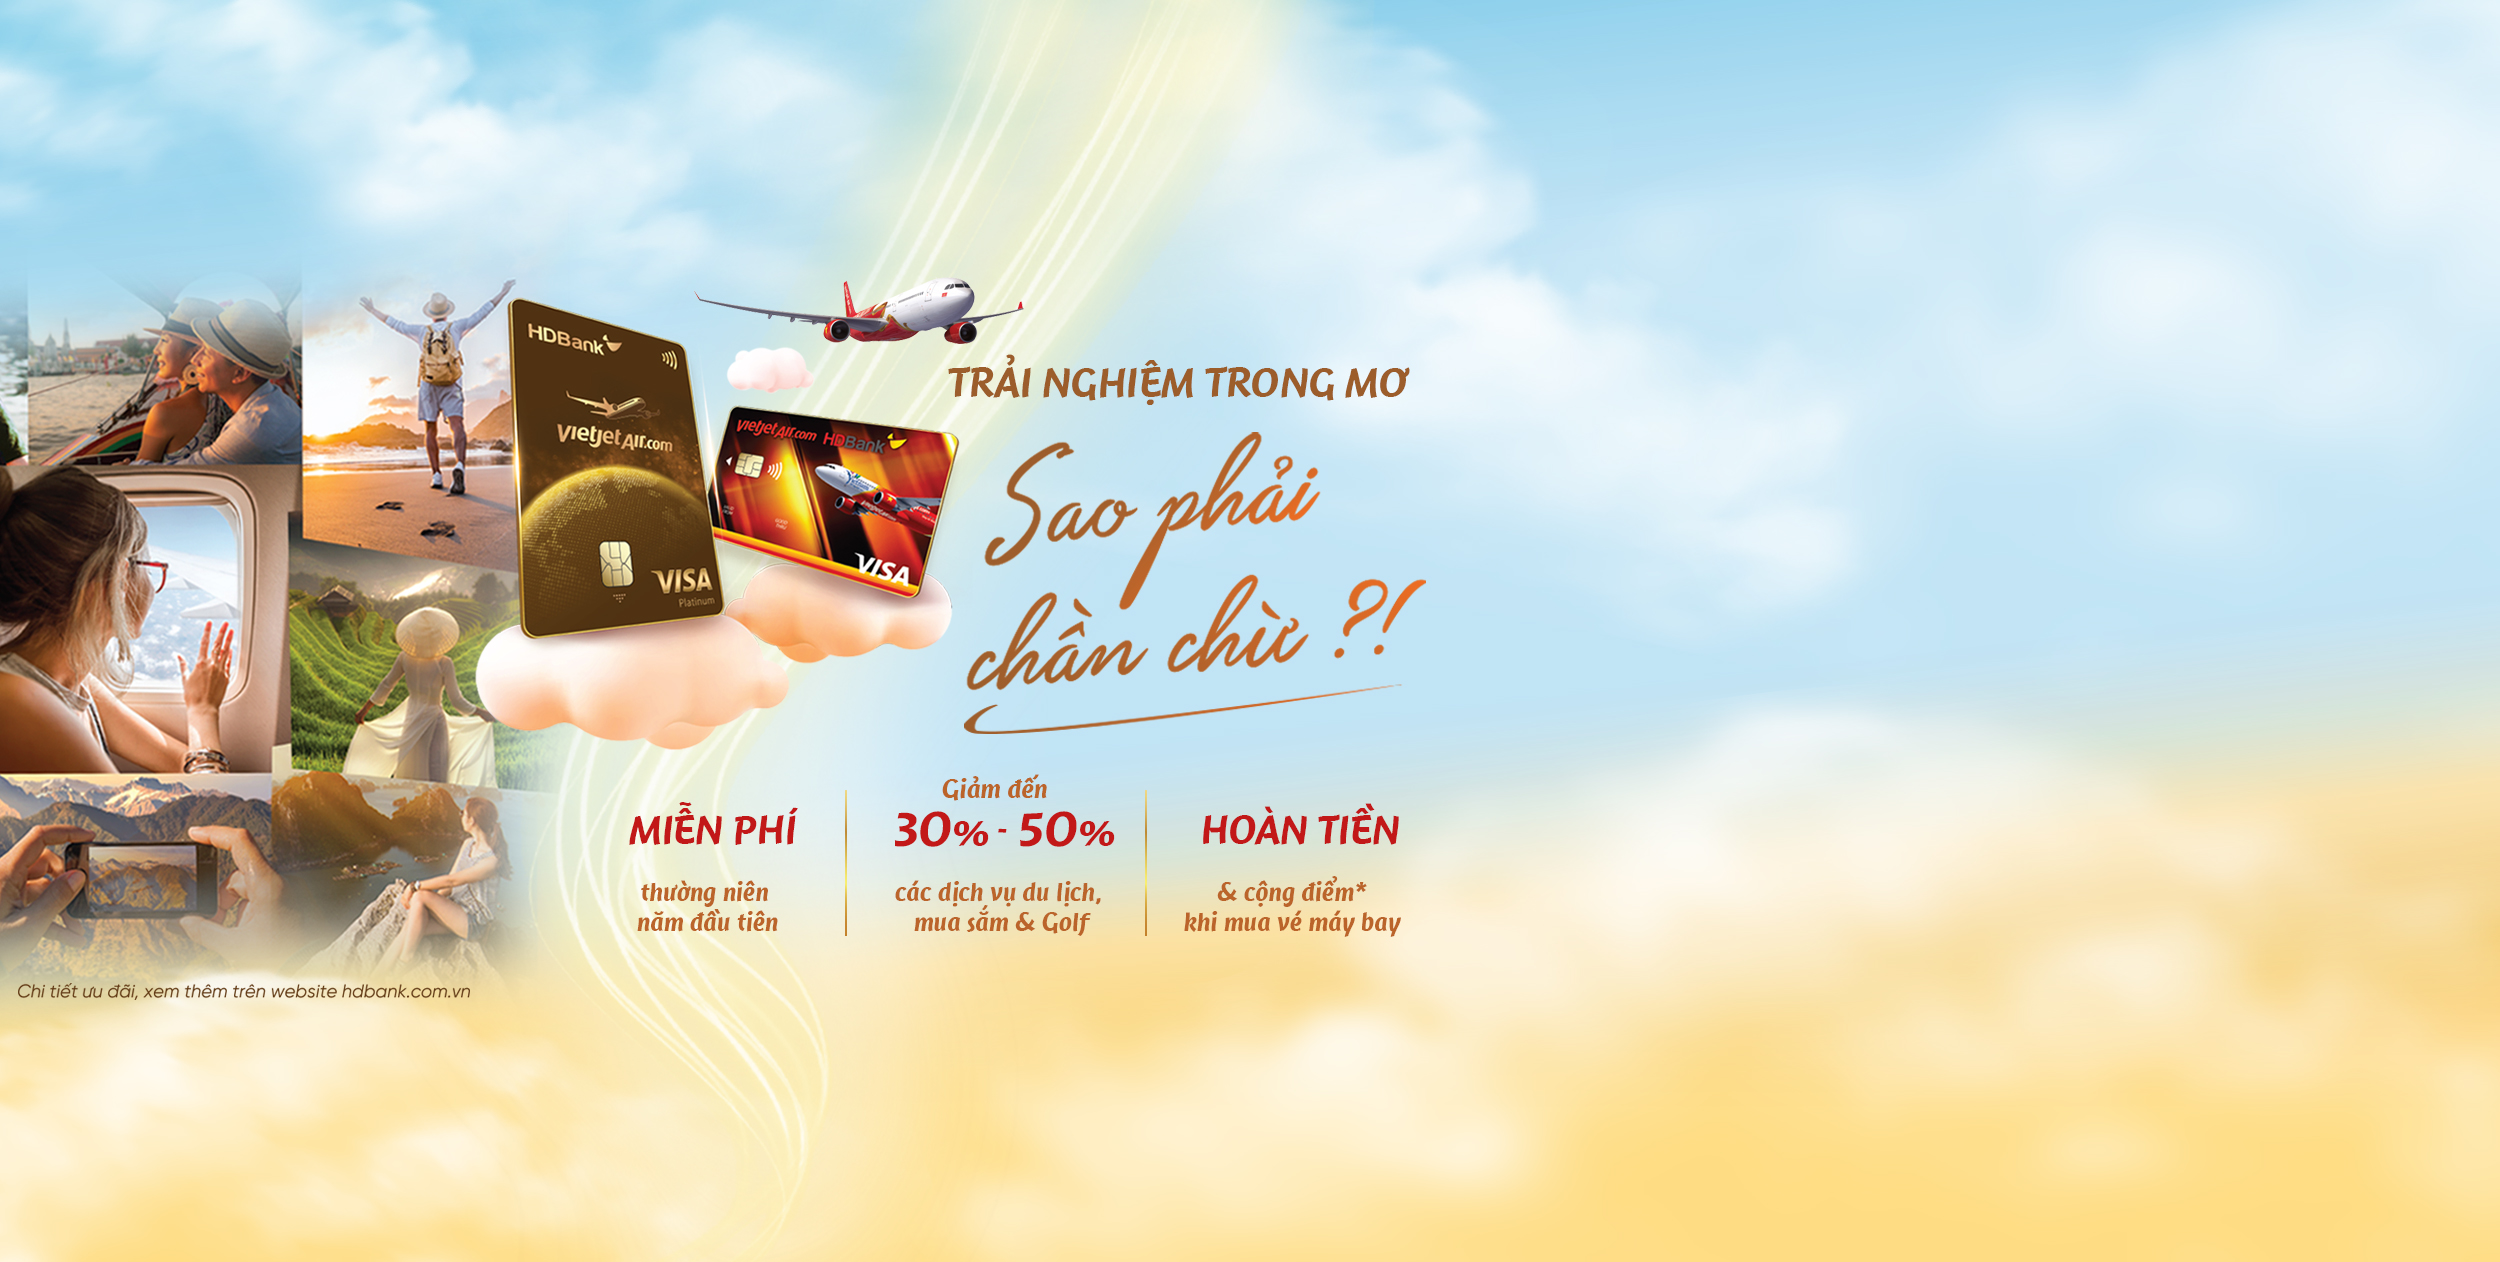 HDBank
vietjetAir.com
VISA
Platinum
vietjetAir.com HDBank
VISA
TRẢI NGHIỆM TRONG MƠ
Sao phải
chần chừ ?!
MIỄN PHÍ
thường niên
năm đầu tiên
Giảm đến
30% - 50%
các dịch vụ du lịch,
mua sắm & Golf
HOÀN TIỀN
& cộng điểm*
khi mua vé máy bay
Chi tiết ưu đãi, xem thêm trên website hdbank.com.vn